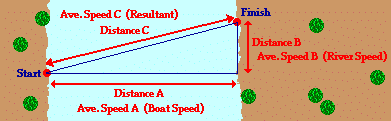 Ave. Speed C (Resultant)
Finish
Distance C
Distance B
Ave. Speed B (River Speed)
Start
Distance A
Ave. Speed A (Boat Speed)